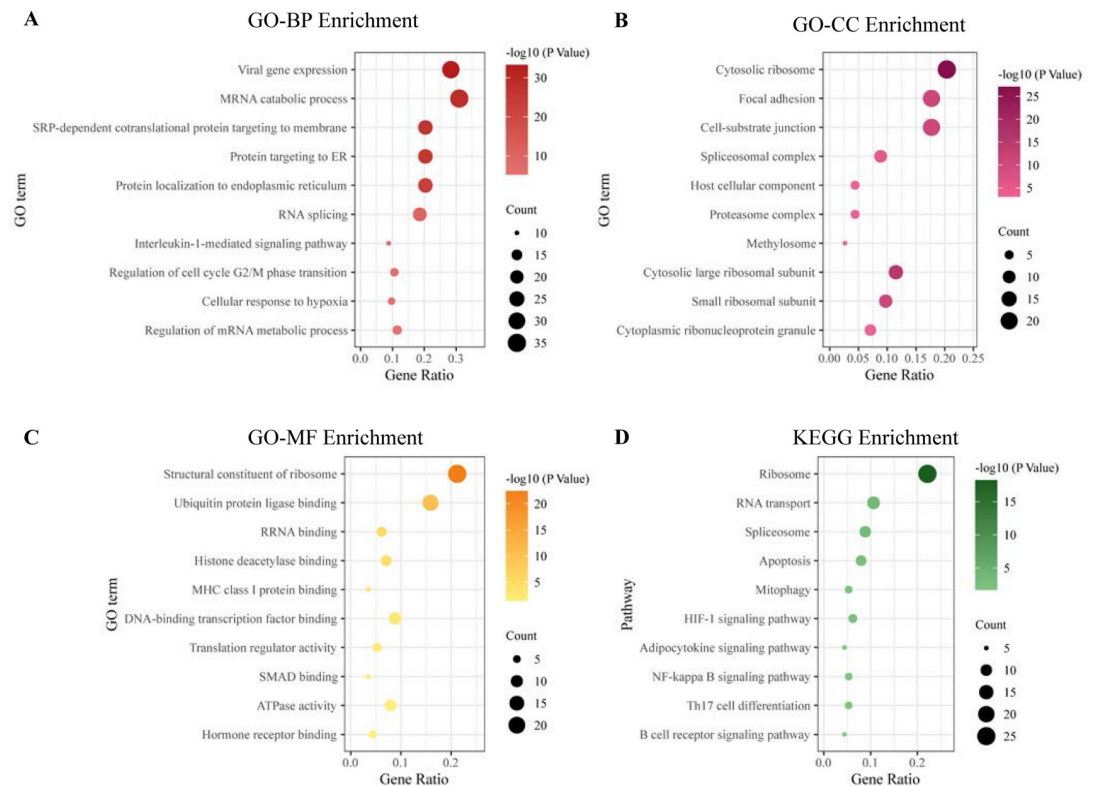 A
GO-BP Enrichment
Viral gene expression
MRNA catabolic process
SRP-dependent cotranslational protein targeting to membrane
Protein targeting to ER
Protein localization to endoplasmic reticulum
RNA splicing
Interleukin-1-mediated signaling pathway
Regulation of cell cycle G2/M phase transition
Cellular response to hypoxia
Regulation of mRNA metabolic process
GO term
0.0 0.1 0.2 0.3
Gene Ratio
-log10 (P Value)
30
20
10
Count
10
15
20
25
30
35
B
GO-CC Enrichment
Cytosolic ribosome
Focal adhesion
Cell-substrate junction
Spliceosomal complex
Host cellular component
Proteasome complex
Methylosome
Cytosolic large ribosomal subunit
Small ribosomal subunit
Cytoplasmic ribonucleoprotein granule
GO term
0.00 0.05 0.10 0.15 0.20 0.25
Gene Ratio
-log10 (P Value)
25
20
15
10
5
Count
5
10
15
20
C
GO-MF Enrichment
Structural constituent of ribosome
Ubiquitin protein ligase binding
RRNA binding
Histone deacetylase binding
MHC class I protein binding
DNA-binding transcription factor binding
Translation regulator activity
SMAD binding
ATPase activity
Hormone receptor binding
GO term
0.0 0.1 0.2
Gene Ratio
-log10 (P Value)
20
15
10
5
Count
5
10
15
20
D
KEGG Enrichment
Ribosome
RNA transport
Spliceosome
Apoptosis
Mitophagy
HIF-1 signaling pathway
Adipocytokine signaling pathway
NF-kappa B signaling pathway
Th17 cell differentiation
B cell receptor signaling pathway
Pathway
0.0 0.1 0.2
Gene Ratio
-log10 (P Value)
15
10
5
Count
5
10
15
20
25